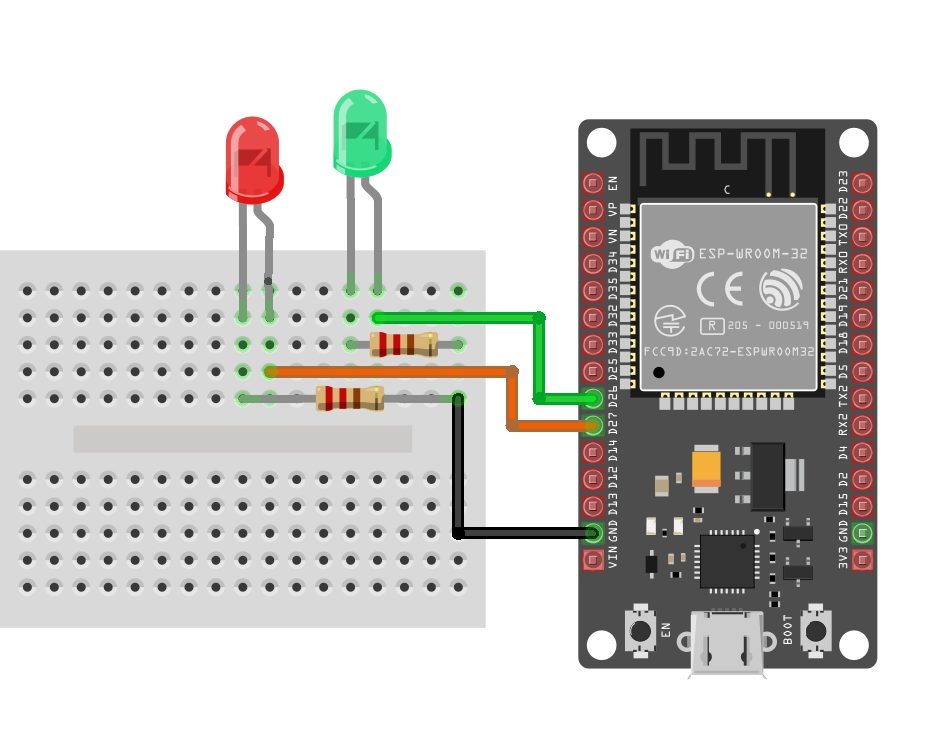 C
WiFi ESP-WROOM-32
CE
R 205 - 000519
FCC9D:2AC72-ESPWROOM32
EN
VP
VN
D34
D35
D32
D33
D25
D26
D27
D14
D12
D13
GND
VIN
D23
D22
TX0
RX0
D21
D19
D18
D5
TX2
RX2
D4
D2
D15
GND
3V3
EN
BOOT